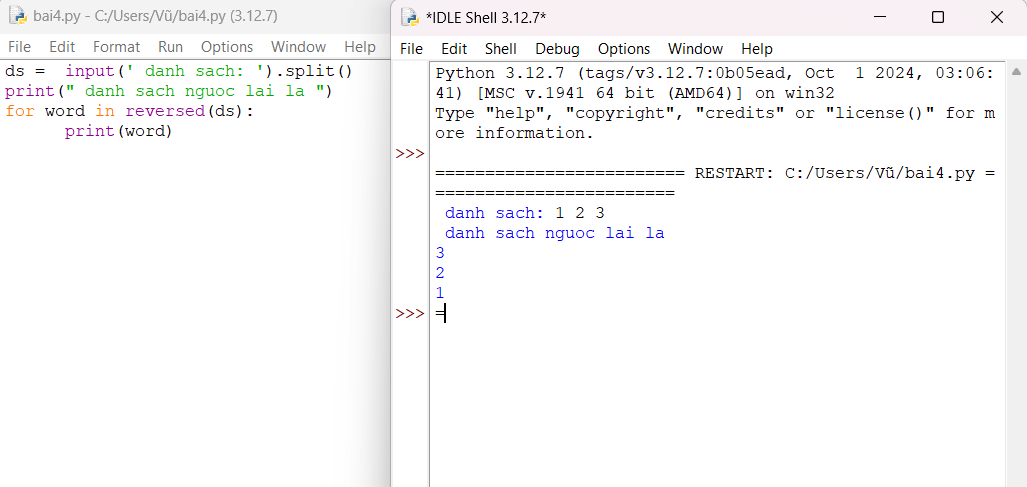 bai4.py - C:/Users/Vũ/bai4.py (3.12.7)
File Edit Format Run Options Window Help
ds =  input(' danh sach: ').split()
print(" danh sach nguoc lai la ")
for word in reversed(ds):
      print(word)
*IDLE Shell 3.12.7*
File Edit Shell Debug Options Window Help
Python 3.12.7 (tags/v3.12.7:0b05ead, Oct  1 2024, 03:06:
41) [MSC v.1941 64 bit (AMD64)] on win32
Type "help", "copyright", "credits" or "license()" for m
ore information.
>>>
========================= RESTART: C:/Users/Vũ/bai4.py =
========================
danh sach: 1 2 3
danh sach nguoc lai la
3
2
1
>>> =